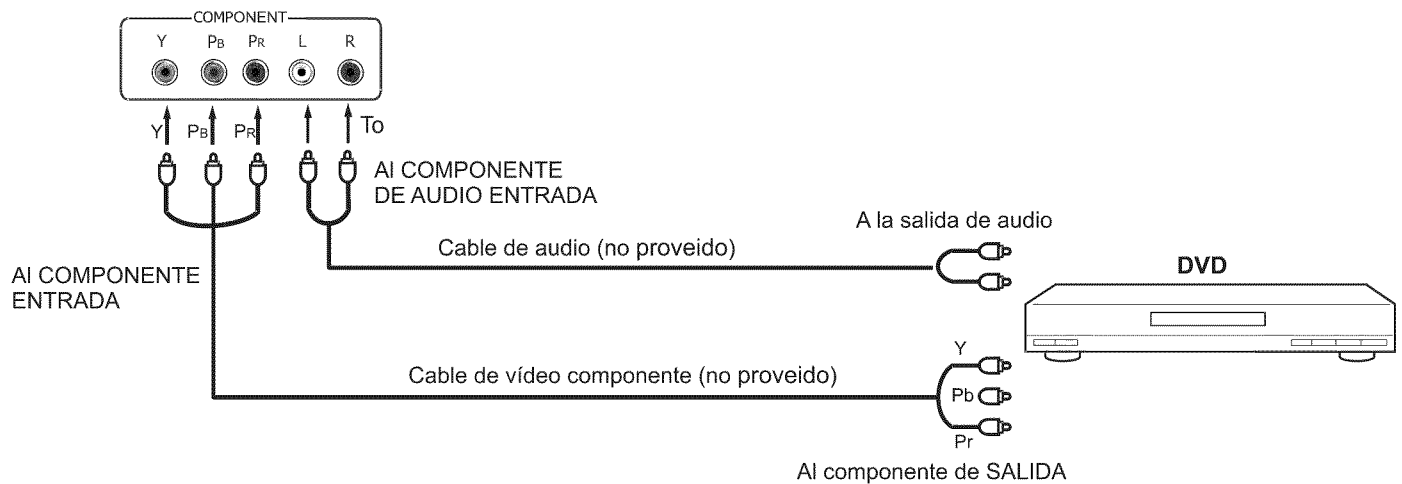 COMPONENT
Y PB PR L R
Y PB PR To
Al COMPONENTE
DE AUDIO ENTRADA
A la salida de audio
Cable de audio (no proveido)
Al COMPONENTE
ENTRADA
DVD
Y
Cable de vídeo componente (no proveido)
Pb
Pr
Al componente de SALIDA